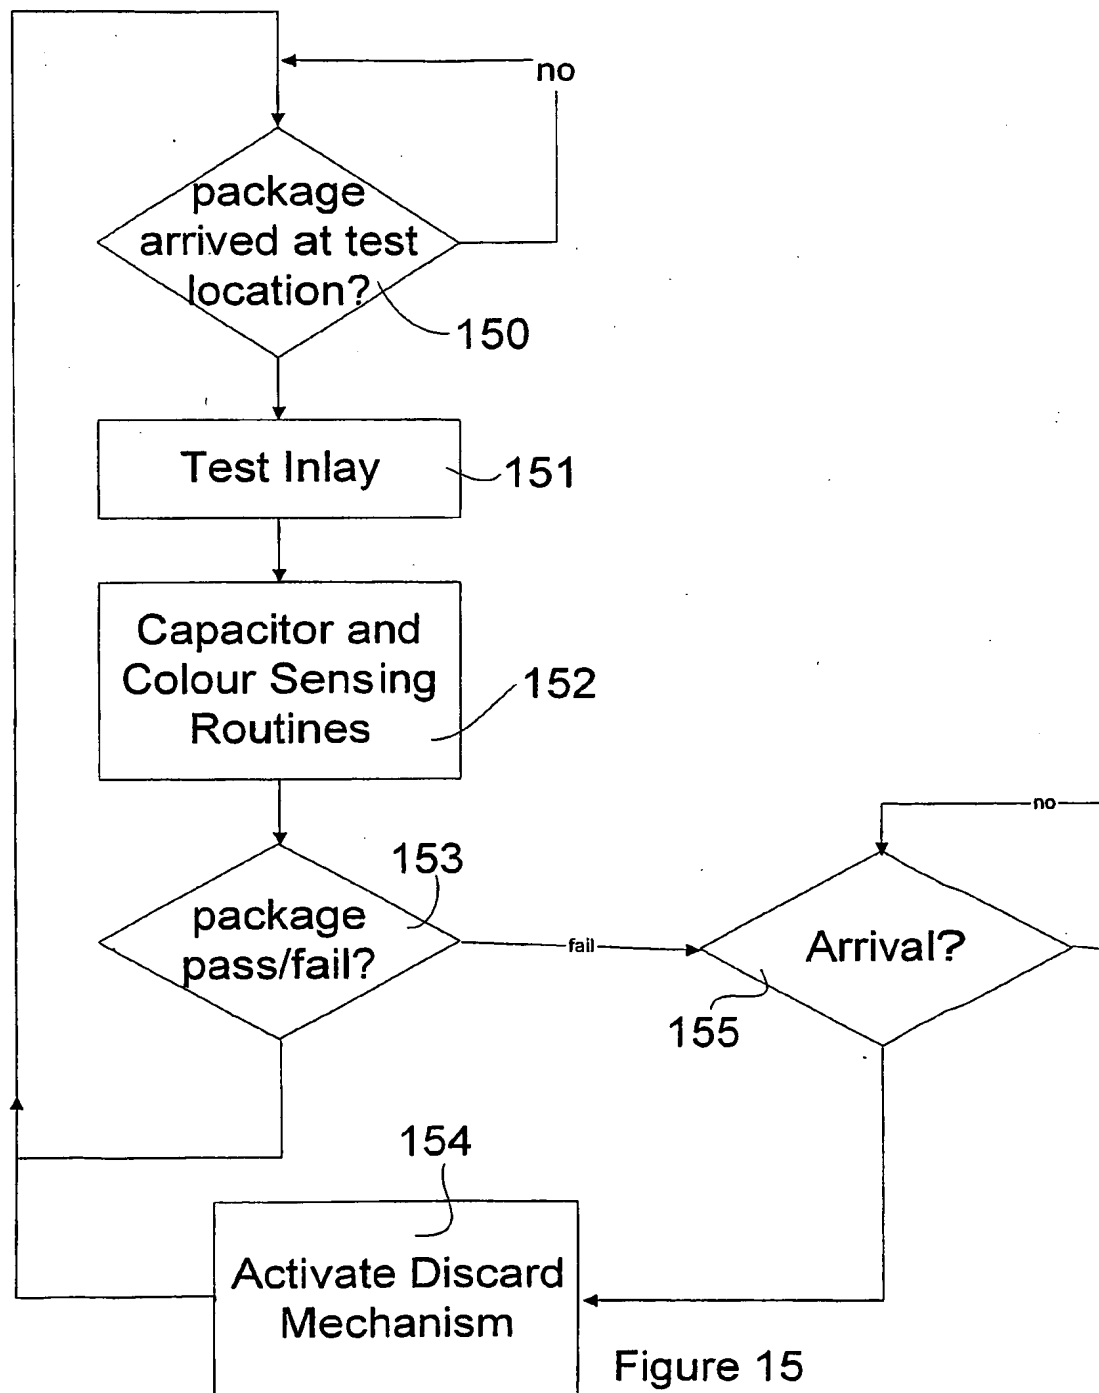 no
package
arrived at test
location?
150
Test Inlay
151
Capacitor and
Colour Sensing
Routines
152
153
package
pass/fail?
fail
no
Arrival?
155
154
Activate Discard
Mechanism
Figure 15